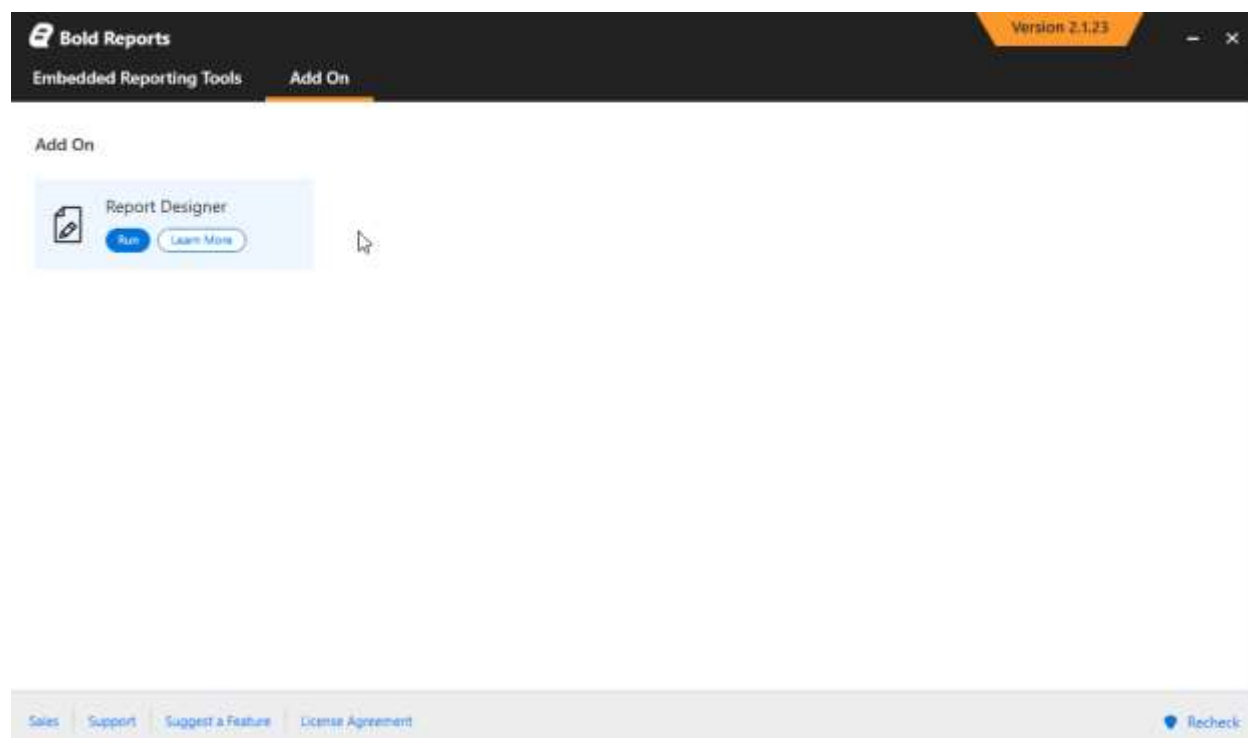 Bold Reports
Version 2.1.23
Embedded Reporting Tools Add On
Add On
Report Designer
Run Learn More
Sales Support Suggest a Feature License Agreement Recheck